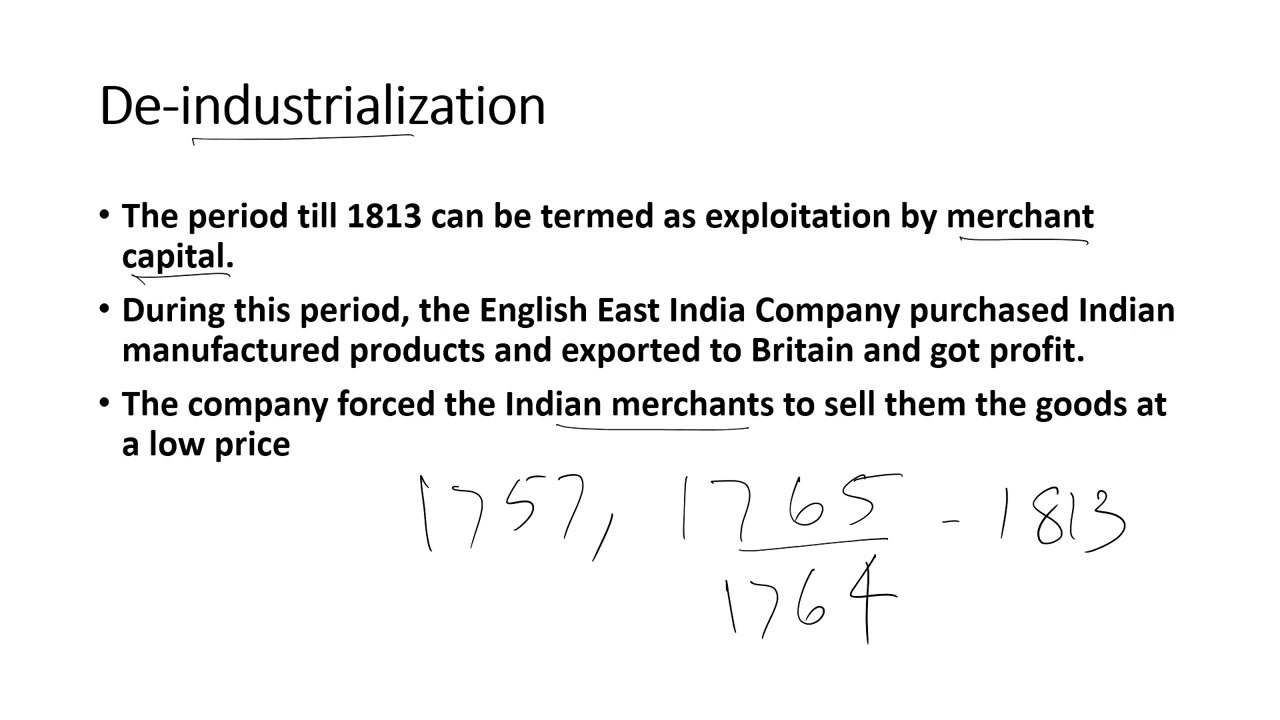 De-industrialization
• The period till 1813 can be termed as exploitation by merchant
capital.
• During this period, the English East India Company purchased Indian
manufactured products and exported to Britain and got profit.
• The company forced the Indian merchants to sell them the goods at
a low price
1757, 1765 - 1813
1764